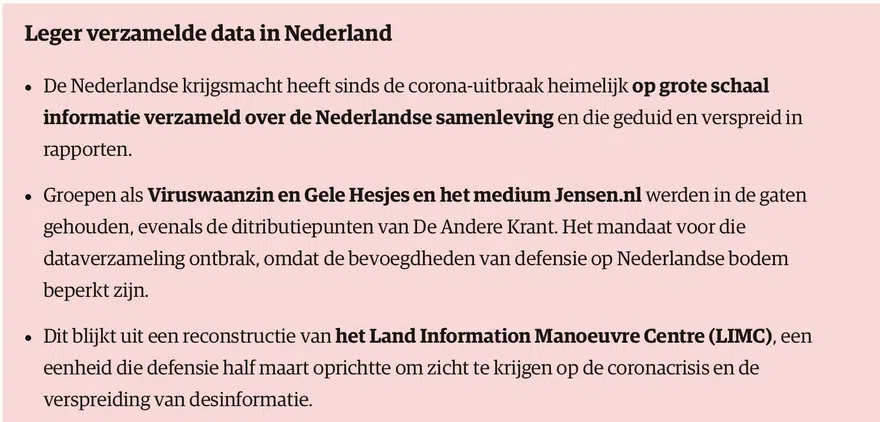 Leger verzamelde data in Nederland
• De Nederlandse krijgsmacht heeft sinds de corona-uitbraak heimelijk op grote schaal
informatie verzameld over de Nederlandse samenleving en die geduid en verspreid in
rapporten.
• Groepen als Viruswaanzin en Gele Hesjes en het medium Jensen.nl werden in de gaten
gehouden, evenals de ditributiepunten van De Andere Krant. Het mandaat voor die
dataverzameling ontbrak, omdat de bevoegdheden van defensie op Nederlandse bodem
beperkt zijn.
• Dit blijkt uit een reconstructie van het Land Information Manoeuvre Centre (LIMC), een
eenheid die defensie half maart oprichtte om zicht te krijgen op de coronacrisis en de
verspreiding van desinformatie.